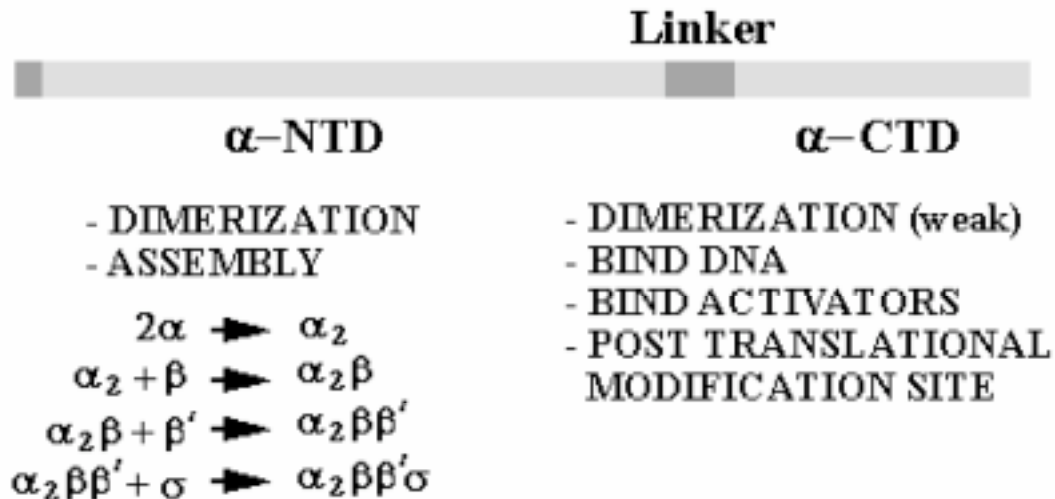 Linker
α–NTD
α–CTD
- DIMERIZATION
- ASSEMBLY
2α → α₂
α₂ + β → α₂β
α₂β + β′ → α₂ββ′
α₂ββ′ + σ → α₂ββ′σ
- DIMERIZATION (weak)
- BIND DNA
- BIND ACTIVATORS
- POST TRANSLATIONAL
MODIFICATION SITE